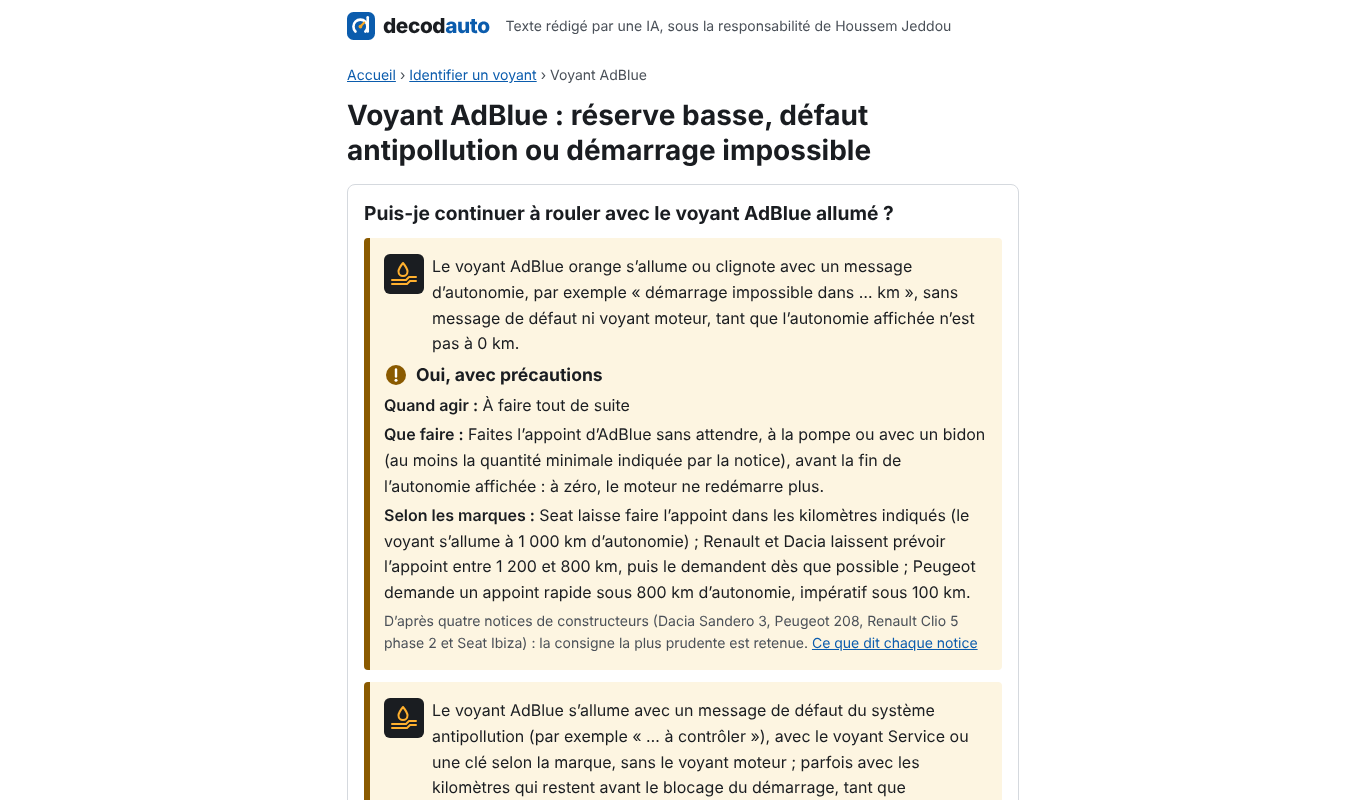 decodauto Texte rédigé par une IA, sous la responsabilité de Houssem Jeddou
Accueil › Identifier un voyant › Voyant AdBlue
Voyant AdBlue : réserve basse, défaut
antipollution ou démarrage impossible
Puis-je continuer à rouler avec le voyant AdBlue allumé ?
Le voyant AdBlue orange s’allume ou clignote avec un message
d’autonomie, par exemple « démarrage impossible dans … km », sans
message de défaut ni voyant moteur, tant que l’autonomie affichée n’est
pas à 0 km.
Oui, avec précautions
Quand agir : À faire tout de suite
Que faire : Faites l’appoint d’AdBlue sans attendre, à la pompe ou avec un bidon
(au moins la quantité minimale indiquée par la notice), avant la fin de
l’autonomie affichée : à zéro, le moteur ne redémarre plus.
Selon les marques : Seat laisse faire l’appoint dans les kilomètres indiqués (le
voyant s’allume à 1 000 km d’autonomie) ; Renault et Dacia laissent prévoir
l’appoint entre 1 200 et 800 km, puis le demandent dès que possible ; Peugeot
demande un appoint rapide sous 800 km d’autonomie, impératif sous 100 km.
D’après quatre notices de constructeurs (Dacia Sandero 3, Peugeot 208, Renault Clio 5
phase 2 et Seat Ibiza) : la consigne la plus prudente est retenue. Ce que dit chaque notice
Le voyant AdBlue s’allume avec un message de défaut du système
antipollution (par exemple « … à contrôler »), avec le voyant Service ou
une clé selon la marque, sans le voyant moteur ; parfois avec les
kilomètres qui restent avant le blocage du démarrage, tant que